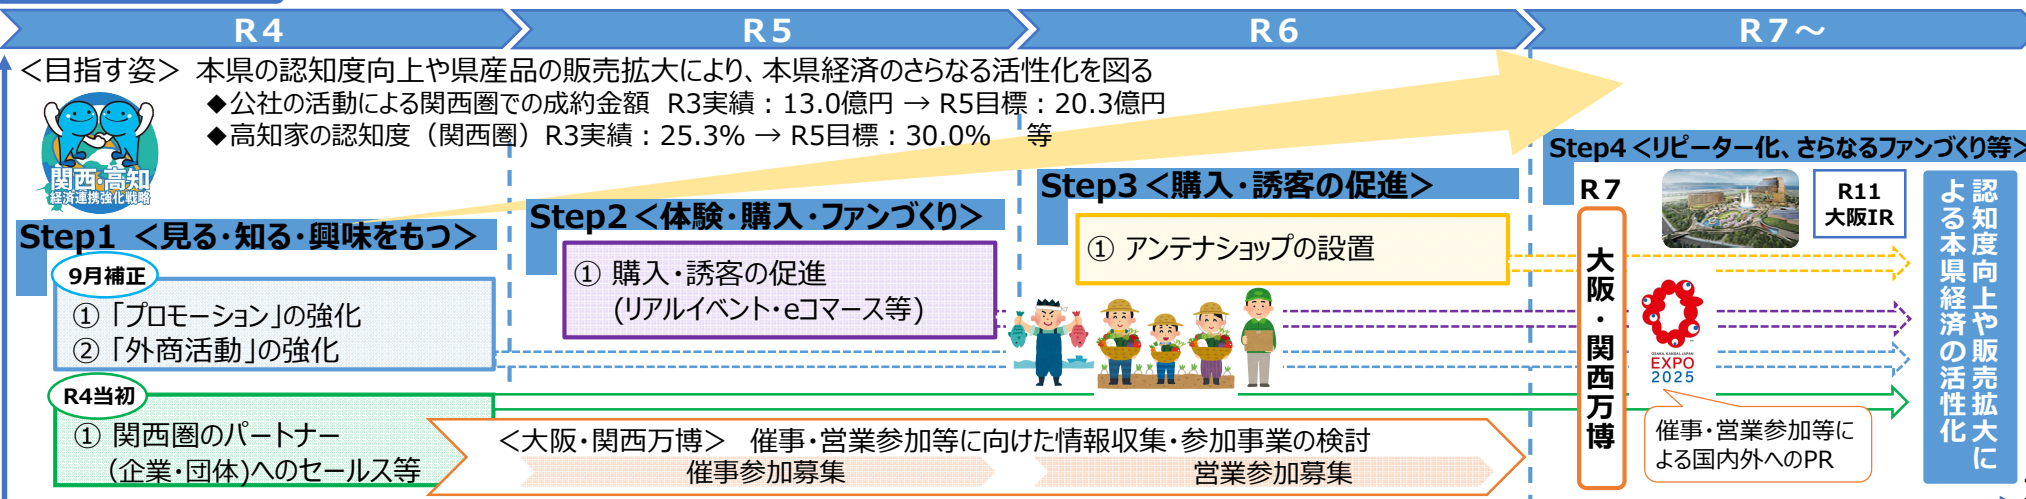 R4
R5
R6
R7～
＜目指す姿＞ 本県の認知度向上や県産品の販売拡大により、本県経済のさらなる活性化を図る
◆公社の活動による関西圏での成約金額 R3実績：13.0億円 → R5目標：20.3億円
◆高知家の認知度（関西圏）R3実績：25.3% → R5目標：30.0% 等
関西・高知
経済連携強化戦略
Step1 ＜見る・知る・興味をもつ＞
9月補正
①「プロモーション」の強化
②「外商活動」の強化
R4当初
① 関西圏のパートナー
(企業・団体)へのセールス等
Step2＜体験・購入・ファンづくり＞
① 購入・誘客の促進
(リアルイベント・eコマース等)
Step3＜購入・誘客の促進＞
① アンテナショップの設置
＜大阪・関西万博＞ 催事・営業参加等に向けた情報収集・参加事業の検討
催事参加募集
営業参加募集
Step4＜リピーター化、さらなるファンづくり等＞
R7
大阪・関西万博
R11
大阪IR
OSAKA, KANSAI, JAPAN
EXPO
2025
催事・営業参加等に
よる国内外へのPR
認知度向上や販売拡大に
よる本県経済の活性化